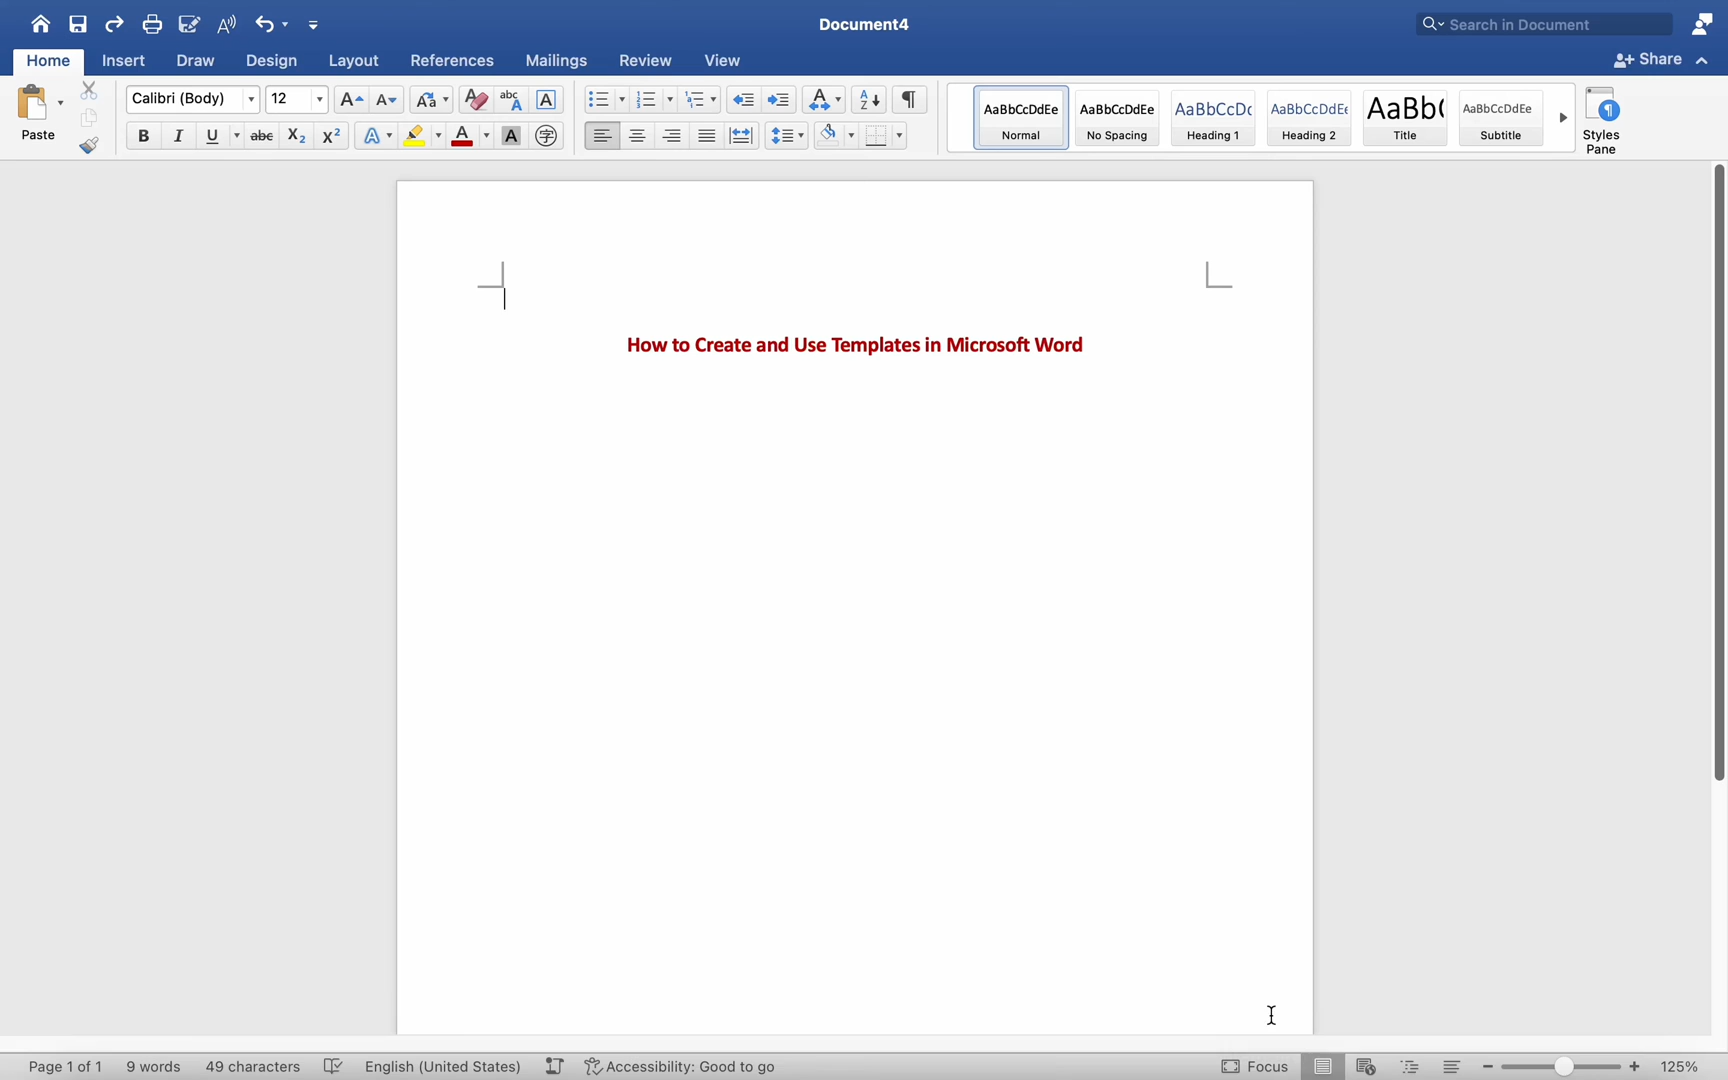 Document4
Search in Document
Home Insert Draw Design Layout References Mailings Review View
Share
Paste
Calibri (Body) 12
AaBbCcDdEe AaBbCcDdEe AaBbCcDc AaBbCcDdEe AaBb( AaBbCcDdEe
Normal No Spacing Heading 1 Heading 2 Title Subtitle
Styles
Pane
How to Create and Use Templates in Microsoft Word
Page 1 of 1 9 words 49 characters English (United States) Accessibility: Good to go Focus 125%